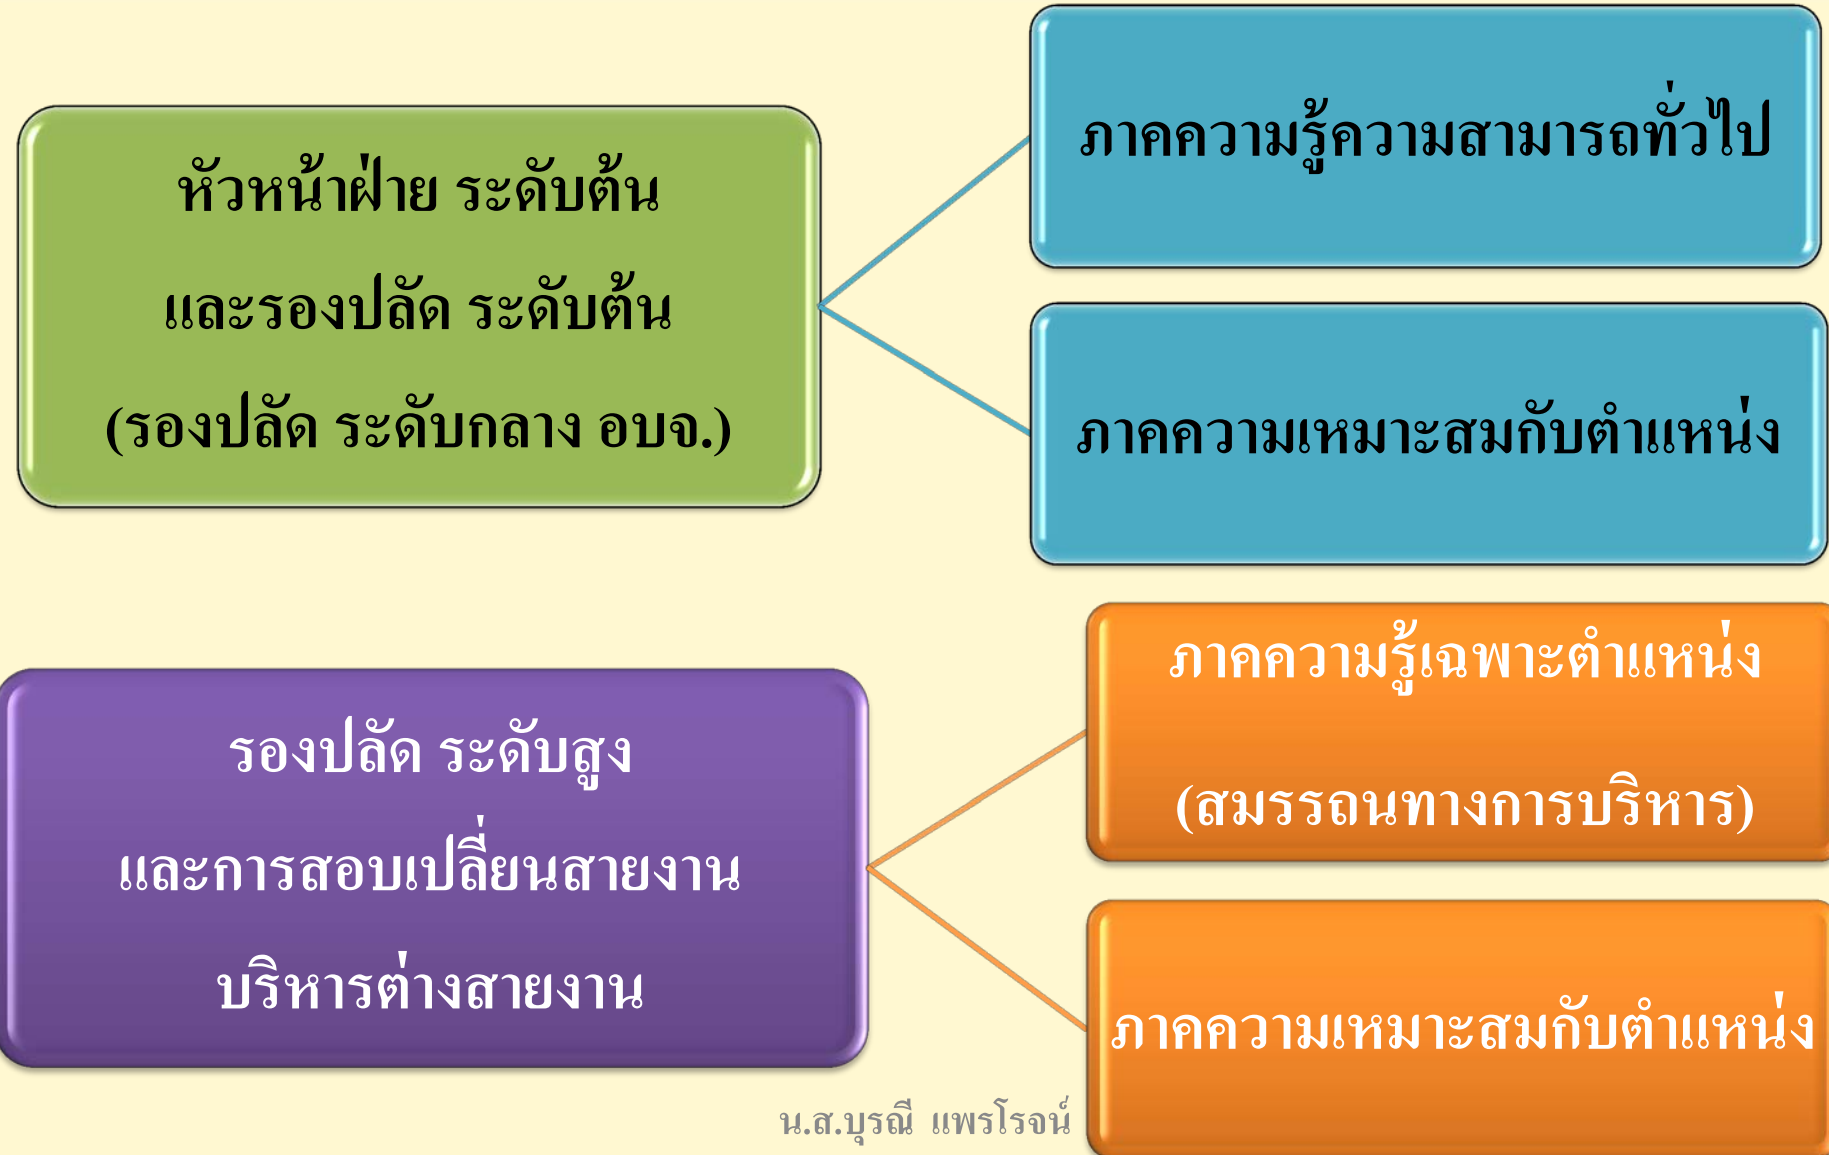 หัวหน้าฝ่าย ระดับต้น
และรองปลัด ระดับต้น
(รองปลัด ระดับกลาง อบจ.)
ภาคความรู้ความสามารถทั่วไป
ภาคความเหมาะสมกับตำแหน่ง
รองปลัด ระดับสูง
และการสอบเปลี่ยนสายงาน
บริหารต่างสายงาน
ภาคความรู้เฉพาะตำแหน่ง
(สมรรถนทางการบริหาร)
ภาคความเหมาะสมกับตำแหน่ง
น.ส.บุรณี แพรโรจน์